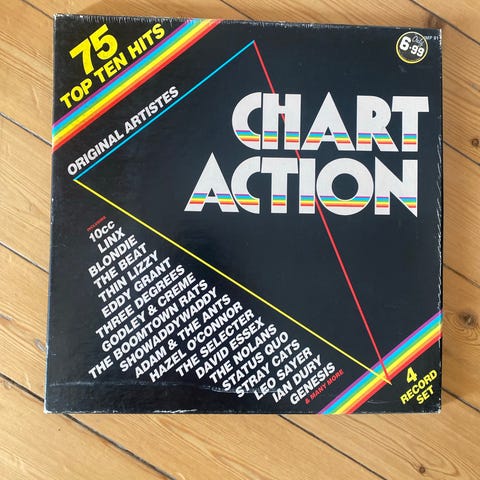 75
TOP TEN HITS
ORIGINAL ARTISTES
Only
6.99
CHART
ACTION
INCLUDING
10cc
LINX
BLONDIE
THE BEAT
THIN LIZZY
EDDY GRANT
THREE DEGREES
GODLEY & CREME
THE BOOMTOWN RATS
SHOWADDYWADDY
ADAM & THE ANTS
HAZEL O'CONNOR
THE SELECTER
DAVID ESSEX
THE NOLANS
STATUS QUO
STRAY CATS
LEO SAYER
IAN DURY
GENESIS
& MANY MORE
4
RECORD
SET